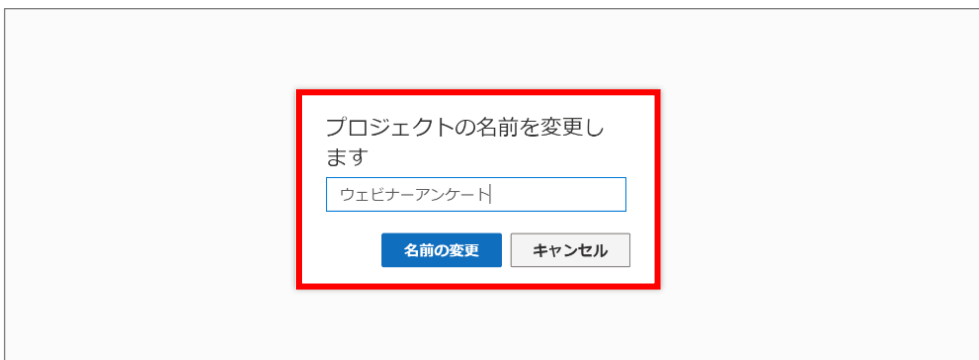 プロジェクトの名前を変更し
ます
ウェビナーアンケート
名前の変更
キャンセル